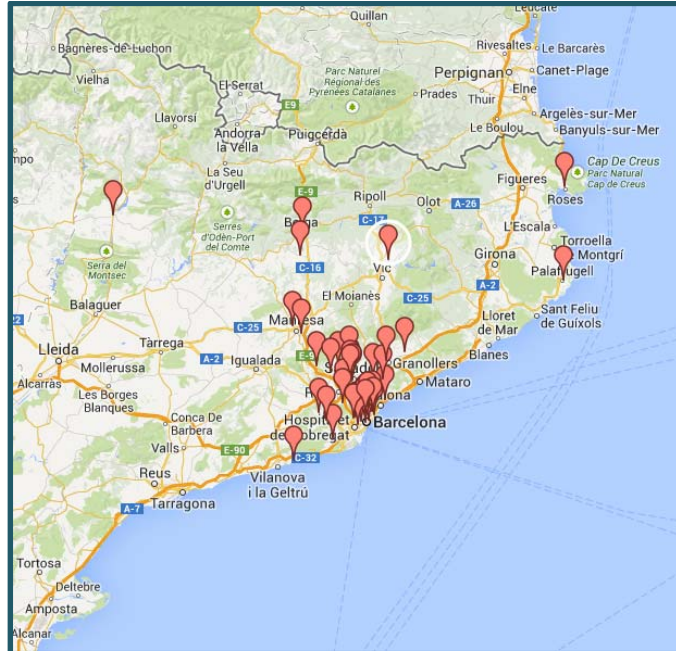 Quillan
Leucate
Bagnères-de-Luchon
Rivesaltes
Le Barcarès
Vielha
El Serrat
Parc Naturel
Régional des
Pyrénées Catalanes
Perpignan
Canet-Plage
Prades
Thuir
Elne
Llavorsí
Andorra
la Vella
E9
Puigcerdà
Argelès-sur-Mer
Le Boulou
Banyuls-sur-Mer
La Seu
d'Urgell
E-9
Ripoll
Olot
A-26
Figueres
Cap De Creus
Parc Natural
Cap de Creus
Roses
Serres
d'Odèn-Port
del Comte
C-17
L'Escala
Torroella
de Montgrí
Serra del
Montsec
C-16
Vic
Girona
Palafrugell
A-2
Balaguer
El Moianès
C-25
Sant Feliu
de Guíxols
Lloret
de Mar
C-25
Manresa
Blanes
Lleida
Tàrrega
A-2
Igualada
E-9
Granollers
Mollerussa
Mataro
Alcarràs
Les Borges
Blanques
Conca De
Barbera
Hospitalet
de Llobregat
Barcelona
Valls
E-90
C-32
Reus
Vilanova
i la Geltrú
Tarragona
A-7
Tortosa
Deltebre
Amposta
Alcanar